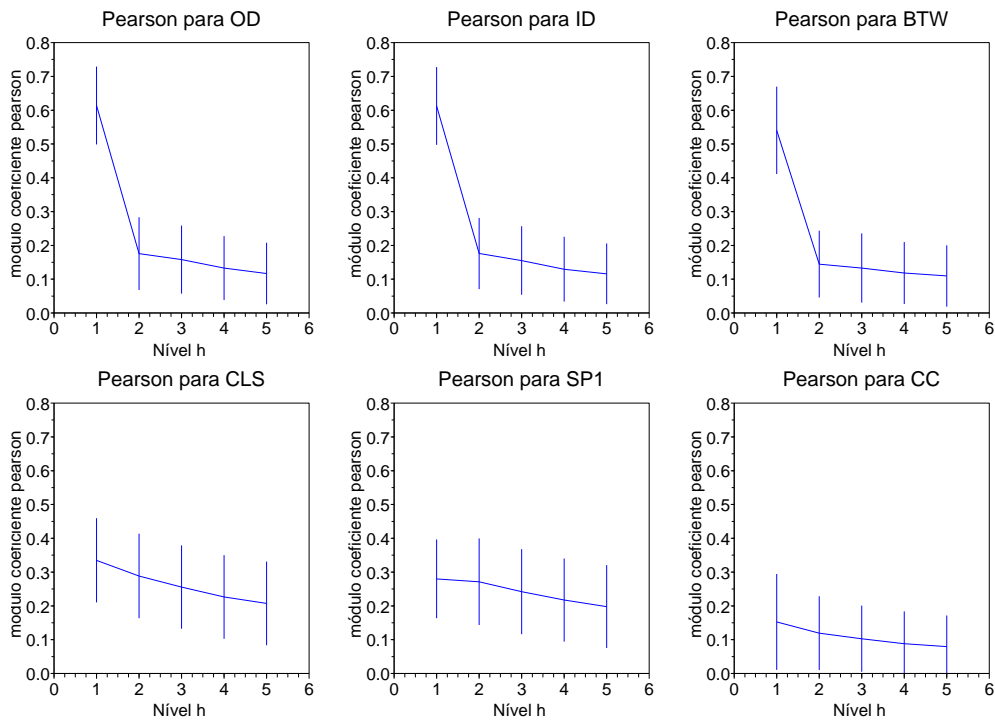 Pearson para OD
Pearson para ID
Pearson para BTW
módulo coeficiente pearson
0.8
0.7
0.6
0.5
0.4
0.3
0.2
0.1
0.0
0 1 2 3 4 5 6
Nível h
módulo coeficiente pearson
0.8
0.7
0.6
0.5
0.4
0.3
0.2
0.1
0.0
0 1 2 3 4 5 6
Nível h
módulo coeficiente pearson
0.8
0.7
0.6
0.5
0.4
0.3
0.2
0.1
0.0
0 1 2 3 4 5 6
Nível h
Pearson para CLS
Pearson para SP1
Pearson para CC
módulo coeficiente pearson
0.8
0.7
0.6
0.5
0.4
0.3
0.2
0.1
0.0
0 1 2 3 4 5 6
Nível h
módulo coeficiente pearson
0.8
0.7
0.6
0.5
0.4
0.3
0.2
0.1
0.0
0 1 2 3 4 5 6
Nível h
módulo coeficiente pearson
0.8
0.7
0.6
0.5
0.4
0.3
0.2
0.1
0.0
0 1 2 3 4 5 6
Nível h